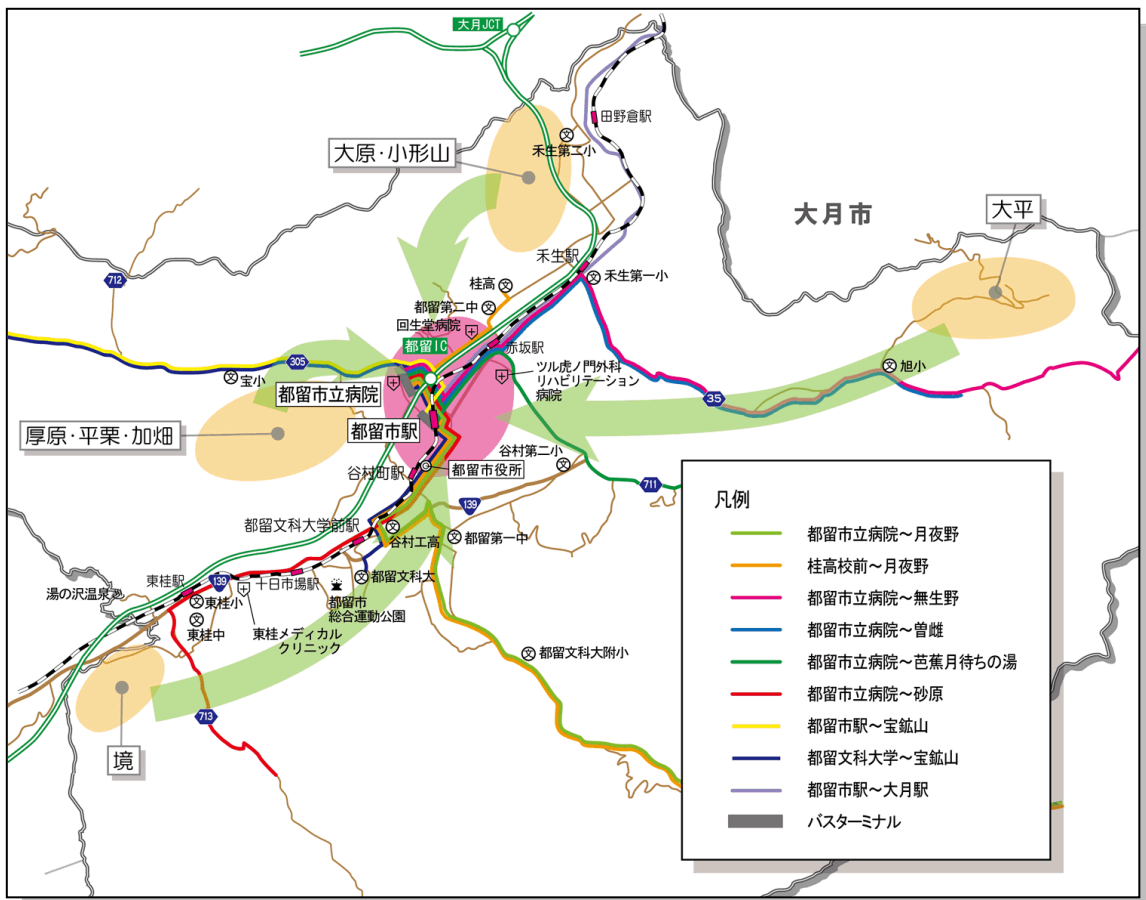 大月JCT
田野倉駅
禾生第二小
大原・小形山
大月市
大平
禾生駅
禾生第一小
712
桂高
都留第二中
回生堂病院
都留IC
赤坂駅
305
宝小
ツル虎ノ門外科
リハビリテーション
病院
旭小
35
都留市立病院
都留市駅
厚原・平栗・加畑
谷村町駅
都留市役所
谷村第二小
711
139
都留文科大学前駅
谷村工高
都留第一中
東桂駅
139
十日市場駅
都留文科大
湯の沢温泉
東桂小
都留市
総合運動公園
東桂中
東桂メディカル
クリニック
都留文科大附小
713
境
凡例
都留市立病院～月夜野
桂高校前～月夜野
都留市立病院～無生野
都留市立病院～曽雌
都留市立病院～芭蕉月待ちの湯
都留市立病院～砂原
都留市駅～宝鉱山
都留文科大学～宝鉱山
都留市駅～大月駅
バスターミナル